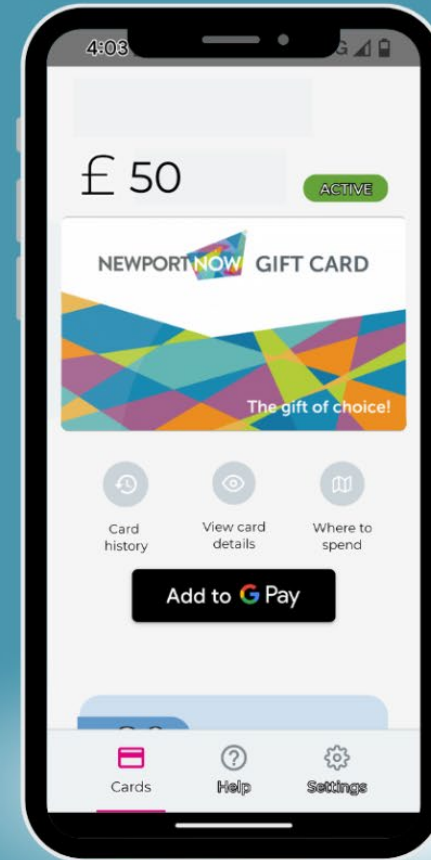 4:03 G
£ 50
ACTIVE
NEWPORT NOW GIFT CARD
The gift of choice!
Card
history
View card
details
Where to
spend
Add to G Pay
Cards
Help
Settings